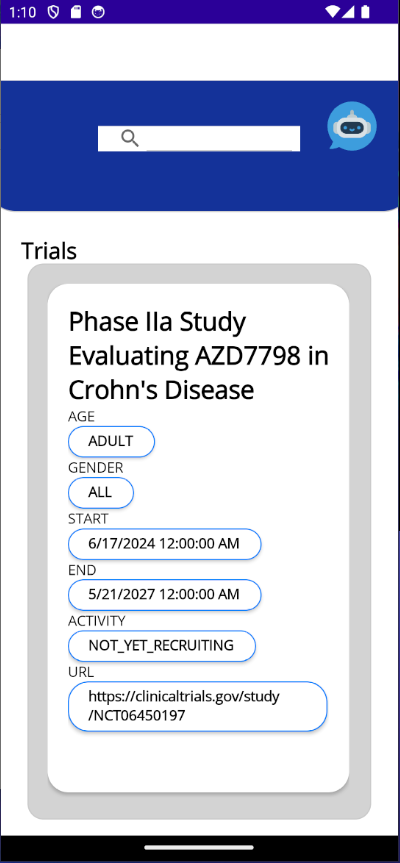 1:10
Trials
Phase IIa Study
Evaluating AZD7798 in
Crohn's Disease
AGE
ADULT
GENDER
ALL
START
6/17/2024 12:00:00 AM
END
5/21/2027 12:00:00 AM
ACTIVITY
NOT_YET_RECRUITING
URL
https://clinicaltrials.gov/study
/NCT06450197